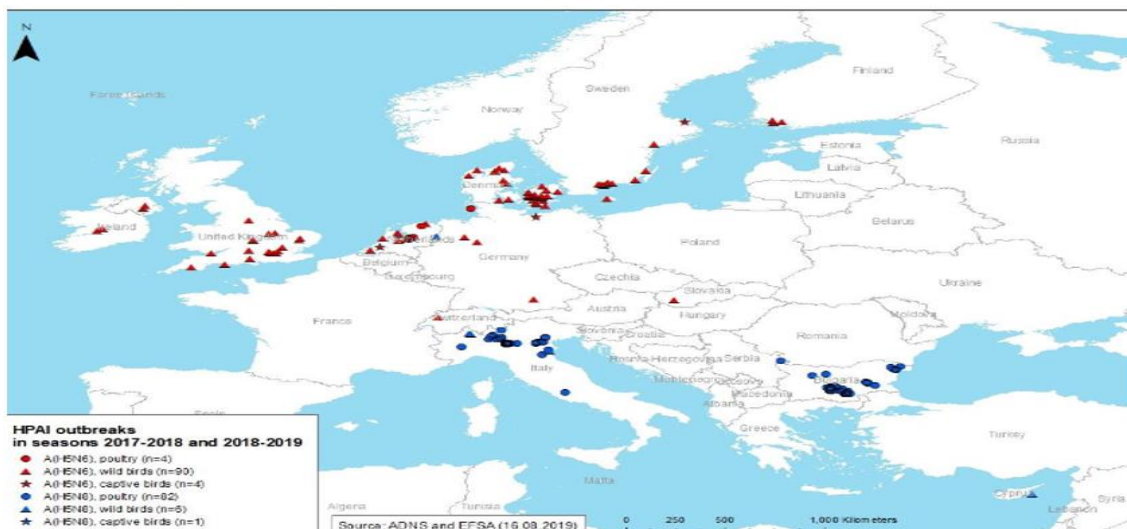 N
Faroe Islands
Norway
Sweden
Finland
Russia
Estonia
Latvia
Lithuania
Belarus
Ireland
United Kingdom
Netherlands
Belgium
Luxembourg
Germany
Poland
Ukraine
Czechia
Slovakia
France
Switzerland
Austria
Hungary
Moldova
Slovenia
Croatia
Romania
Bosnia-Herzegovina
Serbia
Italy
Montenegro
Kosovo
Bulgaria
Macedonia
Albania
Spain
Greece
Turkey
Malta
Cyprus
Syria
Lebanon
Algeria
Tunisia
HPAI outbreaks
in seasons 2017-2018 and 2018-2019
A(H5N6), poultry (n=4)
A(H5N6), wild birds (n=90)
A(H5N6), captive birds (n=4)
A(H5N8), poultry (n=82)
A(H5N8), wild birds (n=6)
A(H5N8), captive birds (n=1)
Source: ADNS and EFSA (16.08.2019)
0 250 500 1,000 Kilometers